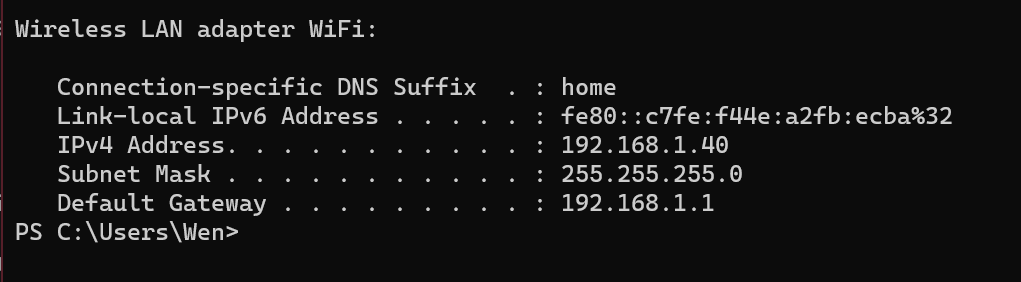 Wireless LAN adapter WiFi:
   Connection-specific DNS Suffix  . : home
   Link-local IPv6 Address . . . . . : fe80::c7fe:f44e:a2fb:ecba%32
   IPv4 Address. . . . . . . . . . . : 192.168.1.40
   Subnet Mask . . . . . . . . . . . : 255.255.255.0
   Default Gateway . . . . . . . . . : 192.168.1.1
PS C:\Users\Wen>